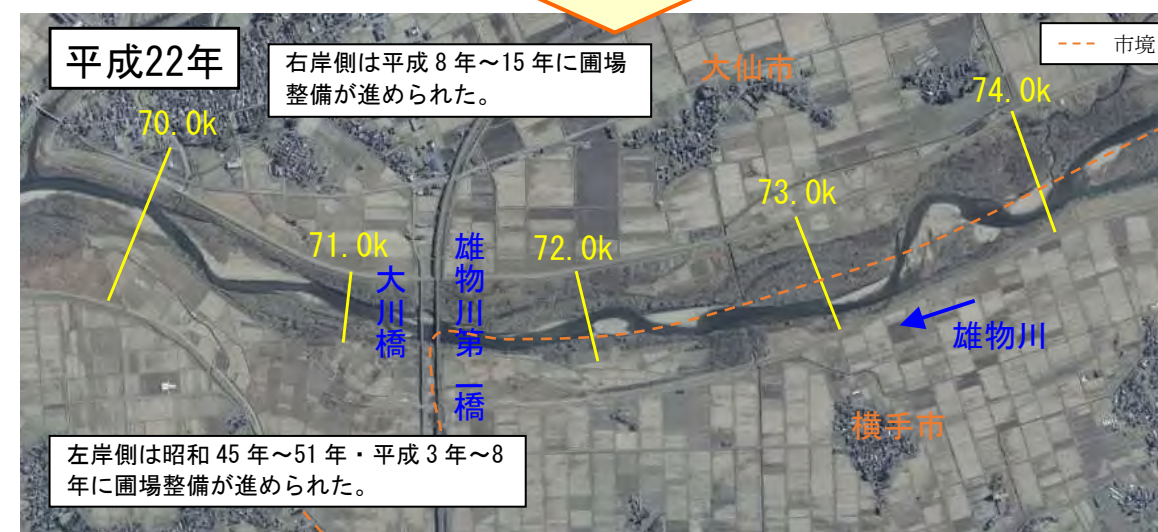 平成22年
右岸側は平成8年～15年に圃場
整備が進められた。
市境
大仙市
70.0k
74.0k
73.0k
71.0k
大川橋
雄物川第二橋
72.0k
雄物川
横手市
左岸側は昭和45年～51年・平成3年～8
年に圃場整備が進められた。